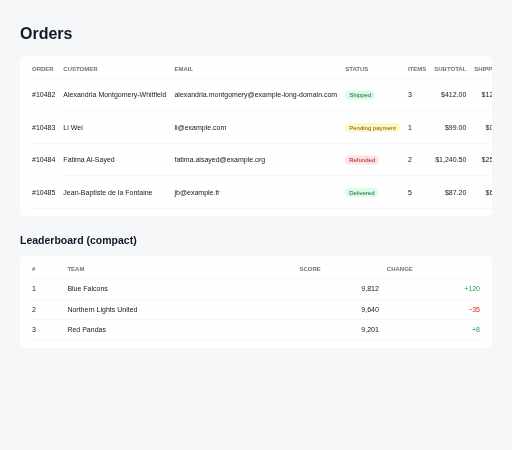 Orders
ORDER CUSTOMER EMAIL STATUS ITEMS SUBTOTAL
#10482 Alexandria Montgomery-Whitfield alexandria.montgomery@example-long-domain.com Shipped 3 $412.00
#10483 Li Wei li@example.com Pending payment 1 $99.00
#10484 Fatima Al-Sayed fatima.alsayed@example.org Refunded 2 $1,240.50
#10485 Jean-Baptiste de la Fontaine jb@example.fr Delivered 5 $87.20
Leaderboard (compact)
# TEAM SCORE CHANGE
1 Blue Falcons 9,812 +120
2 Northern Lights United 9,640 −35
3 Red Pandas 9,201 +8